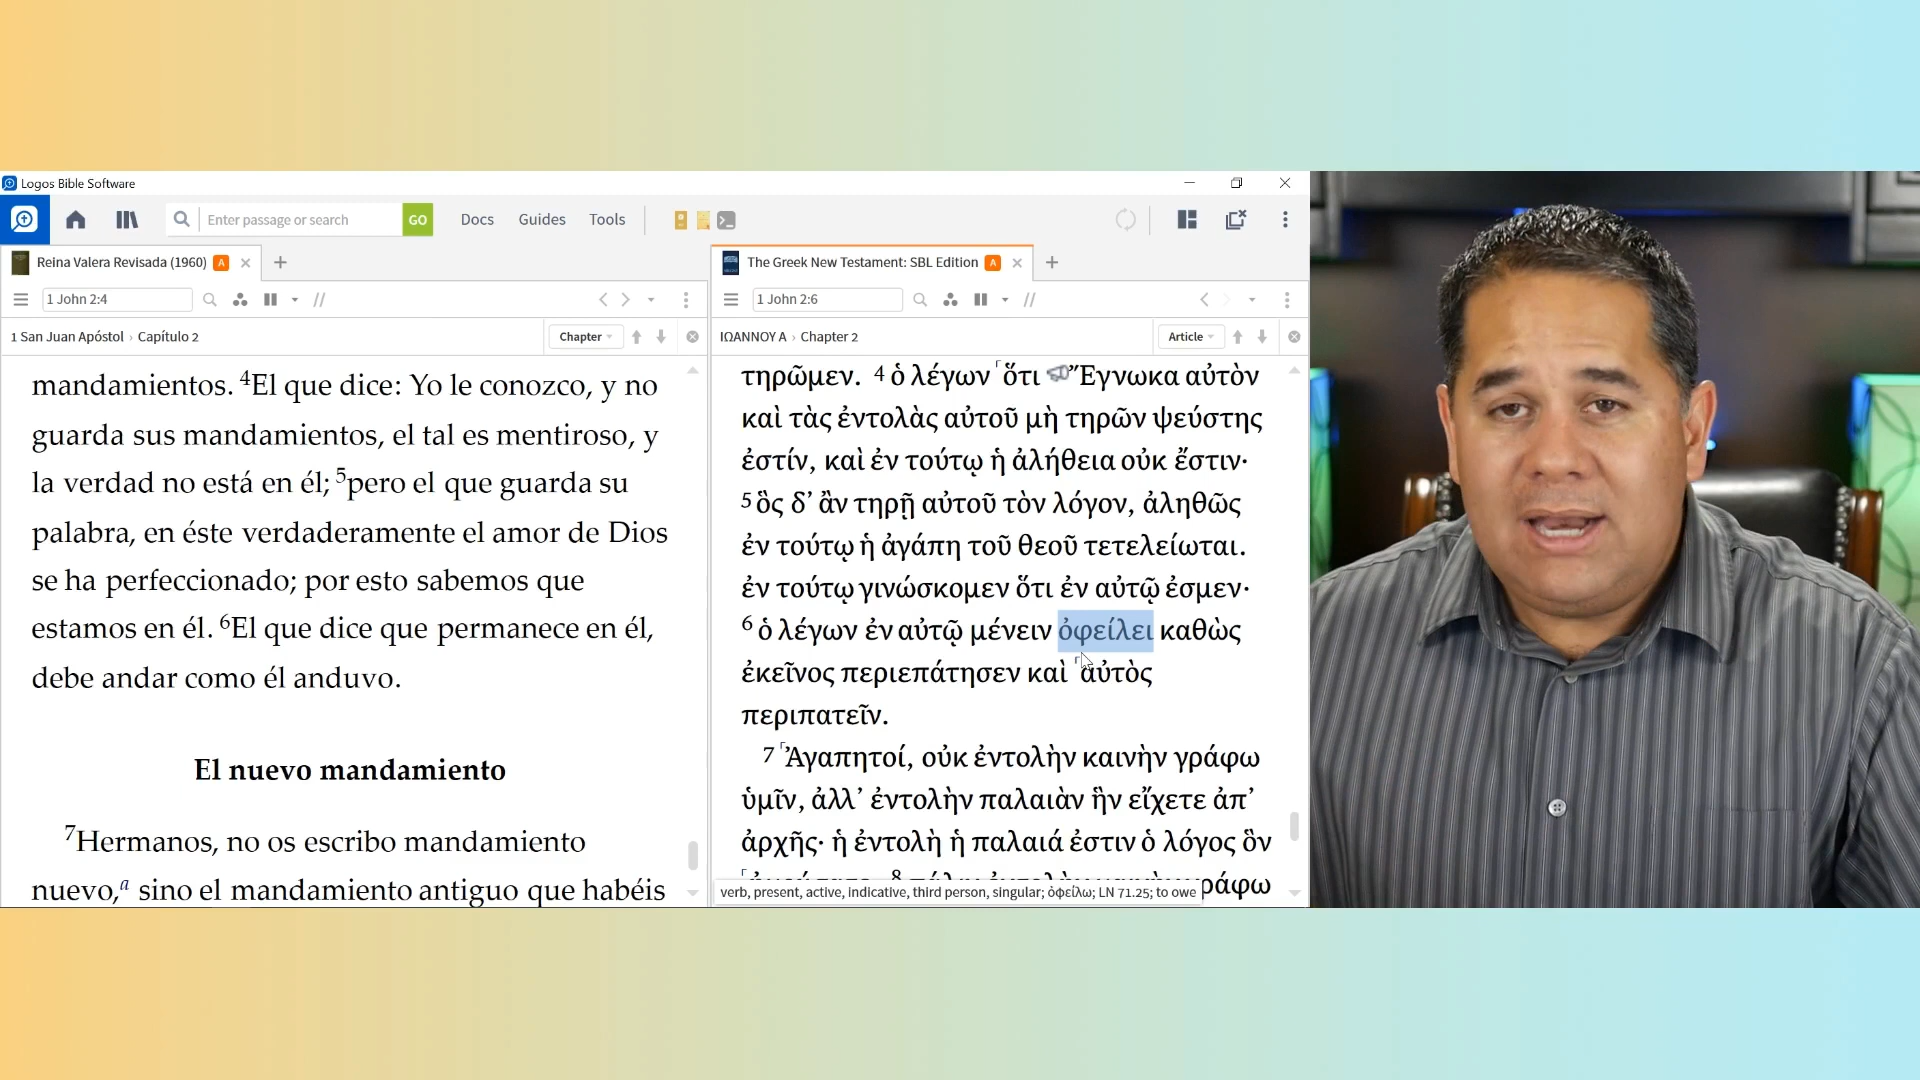 Logos Bible Software
Enter passage or search GO Docs Guides Tools
Reina Valera Revisada (1960) A
1 John 2:4
1 San Juan Apóstol › Capítulo 2 Chapter
mandamientos. 4El que dice: Yo le conozco, y no
guarda sus mandamientos, el tal es mentiroso, y
la verdad no está en él; 5pero el que guarda su
palabra, en éste verdaderamente el amor de Dios
se ha perfeccionado; por esto sabemos que
estamos en él. 6El que dice que permanece en él,
debe andar como él anduvo.
El nuevo mandamiento
7Hermanos, no os escribo mandamiento
nuevo,a sino el mandamiento antiguo que habéis
The Greek New Testament: SBL Edition A
1 John 2:6
ΙΩΑΝΝΟΥ Α › Chapter 2 Article
τηρῶμεν. 4 ὁ λέγων ⸀ὅτι Ἔγνωκα αὐτὸν
καὶ τὰς ἐντολὰς αὐτοῦ μὴ τηρῶν ψεύστης
ἐστίν, καὶ ἐν τούτῳ ἡ ἀλήθεια οὐκ ἔστιν·
5 ὃς δ’ ἂν τηρῇ αὐτοῦ τὸν λόγον, ἀληθῶς
ἐν τούτῳ ἡ ἀγάπη τοῦ θεοῦ τετελείωται.
ἐν τούτῳ γινώσκομεν ὅτι ἐν αὐτῷ ἐσμεν·
6 ὁ λέγων ἐν αὐτῷ μένειν ὀφείλει καθὼς
ἐκεῖνος περιεπάτησεν καὶ ⸀αὐτὸς
περιπατεῖν.
7 ⸀Ἀγαπητοί, οὐκ ἐντολὴν καινὴν γράφω
ὑμῖν, ἀλλ’ ἐντολὴν παλαιὰν ἣν εἴχετε ἀπ’
ἀρχῆς· ἡ ἐντολὴ ἡ παλαιά ἐστιν ὁ λόγος ὃν
γράφω
verb, present, active, indicative, third person, singular; ὀφείλω; LN 71.25; to owe